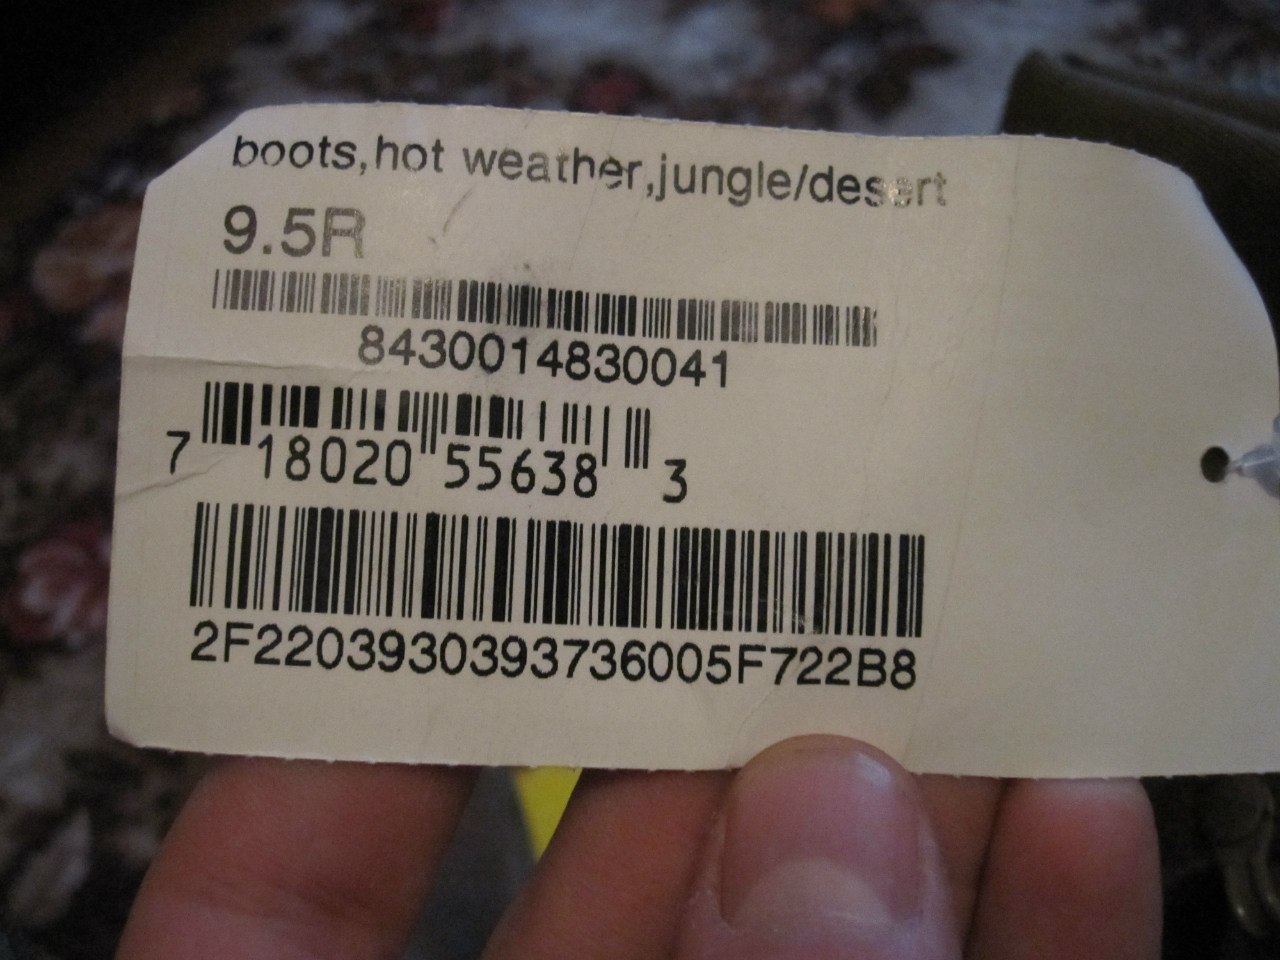 boots,hot weather,jungle/desert
9.5R
8430014830041
7 18020 55638 3
2F2203930393736005F722B8